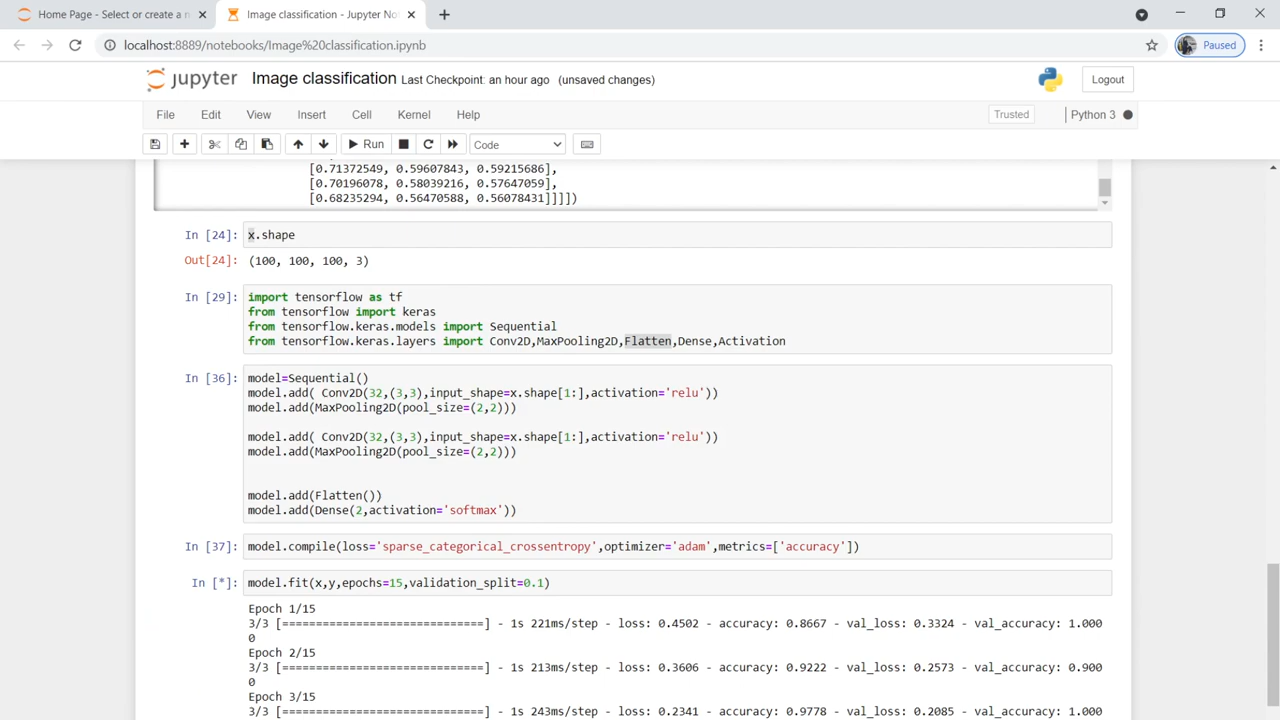 Home Page - Select or create a n
Image classification - Jupyter No
localhost:8889/notebooks/Image%20classification.ipynb
Paused
jupyter Image classification Last Checkpoint: an hour ago (unsaved changes)
Logout
File Edit View Insert Cell Kernel Help
Trusted
Python 3
Run
Code
[0.71372549, 0.59607843, 0.59215686],
[0.70196078, 0.58039216, 0.57647059],
[0.68235294, 0.56470588, 0.56078431]]]])
In [24]: x.shape
Out[24]: (100, 100, 100, 3)
In [29]: import tensorflow as tf
from tensorflow import keras
from tensorflow.keras.models import Sequential
from tensorflow.keras.layers import Conv2D,MaxPooling2D,Flatten,Dense,Activation
In [36]: model=Sequential()
model.add( Conv2D(32,(3,3),input_shape=x.shape[1:],activation='relu'))
model.add(MaxPooling2D(pool_size=(2,2)))
model.add( Conv2D(32,(3,3),input_shape=x.shape[1:],activation='relu'))
model.add(MaxPooling2D(pool_size=(2,2)))
model.add(Flatten())
model.add(Dense(2,activation='softmax'))
In [37]: model.compile(loss='sparse_categorical_crossentropy',optimizer='adam',metrics=['accuracy'])
In [*]: model.fit(x,y,epochs=15,validation_split=0.1)
Epoch 1/15
3/3 [==============================] - 1s 221ms/step - loss: 0.4502 - accuracy: 0.8667 - val_loss: 0.3324 - val_accuracy: 1.000
0
Epoch 2/15
3/3 [==============================] - 1s 213ms/step - loss: 0.3606 - accuracy: 0.9222 - val_loss: 0.2573 - val_accuracy: 0.900
0
Epoch 3/15
3/3 [==============================] - 1s 243ms/step - loss: 0.2341 - accuracy: 0.9778 - val_loss: 0.2085 - val_accuracy: 1.000